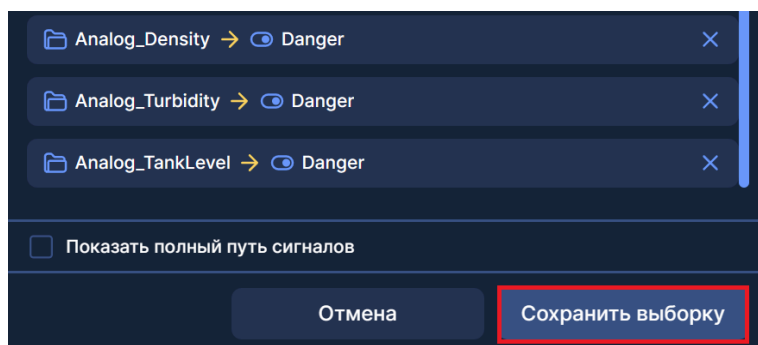 Analog_Density → Danger
Analog_Turbidity → Danger
Analog_TankLevel → Danger
Показать полный путь сигналов
Отмена Сохранить выборку